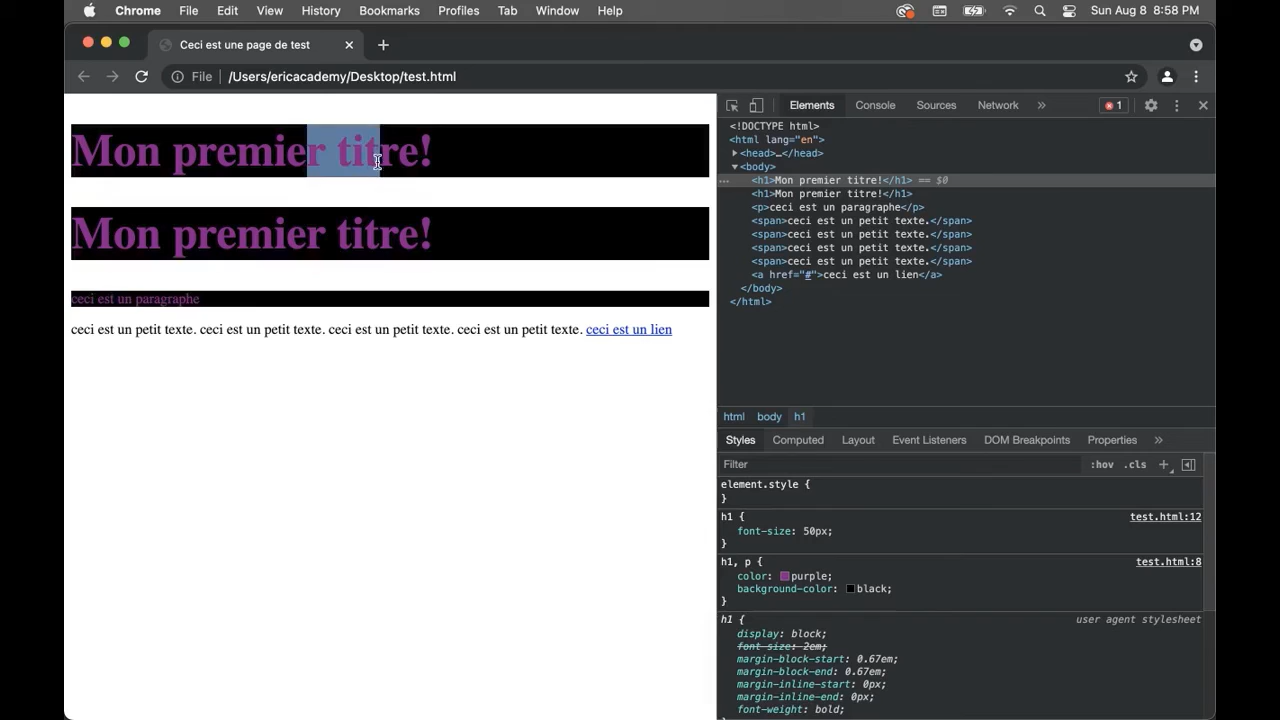 Chrome File Edit View History Bookmarks Profiles Tab Window Help Sun Aug 8 8:58 PM
Ceci est une page de test
File /Users/ericacademy/Desktop/test.html
Mon premier titre!
Mon premier titre!
ceci est un paragraphe
ceci est un petit texte. ceci est un petit texte. ceci est un petit texte. ceci est un petit texte. ceci est un lien
Elements Console Sources Network » 1
<!DOCTYPE html>
<html lang="en">
<head>…</head>
<body>
… <h1>Mon premier titre!</h1> == $0
<h1>Mon premier titre!</h1>
<p>ceci est un paragraphe</p>
<span>ceci est un petit texte.</span>
<span>ceci est un petit texte.</span>
<span>ceci est un petit texte.</span>
<span>ceci est un petit texte.</span>
<a href="#">ceci est un lien</a>
</body>
</html>
html body h1
Styles Computed Layout Event Listeners DOM Breakpoints Properties »
Filter :hov .cls +
element.style {
}
h1 { test.html:12
font-size: 50px;
}
h1, p { test.html:8
color: purple;
background-color: black;
}
h1 { user agent stylesheet
display: block;
font-size: 2em;
margin-block-start: 0.67em;
margin-block-end: 0.67em;
margin-inline-start: 0px;
margin-inline-end: 0px;
font-weight: bold;